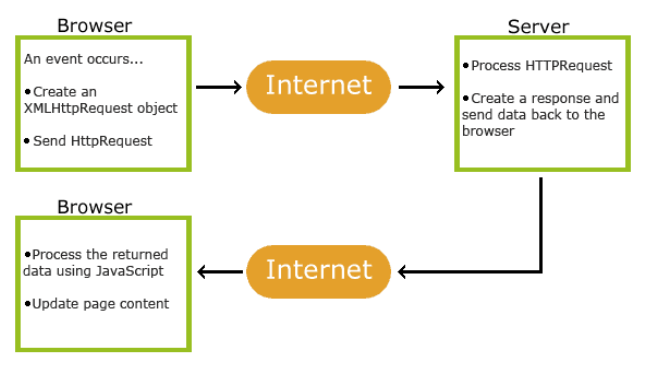 Browser
An event occurs...
•Create an
XMLHttpRequest object
• Send HttpRequest
Internet
Server
•Process HTTPRequest
•Create a response and
send data back to the
browser
Browser
•Process the returned
data using JavaScript
•Update page content
Internet